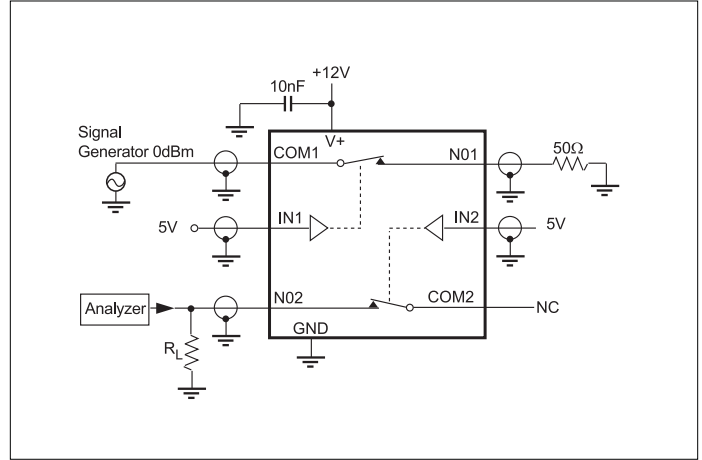 +12V
10nF
V+
Signal
Generator 0dBm
COM1
N01
50Ω
5V
IN1
IN2
5V
Analyzer
N02
COM2
NC
RL
GND